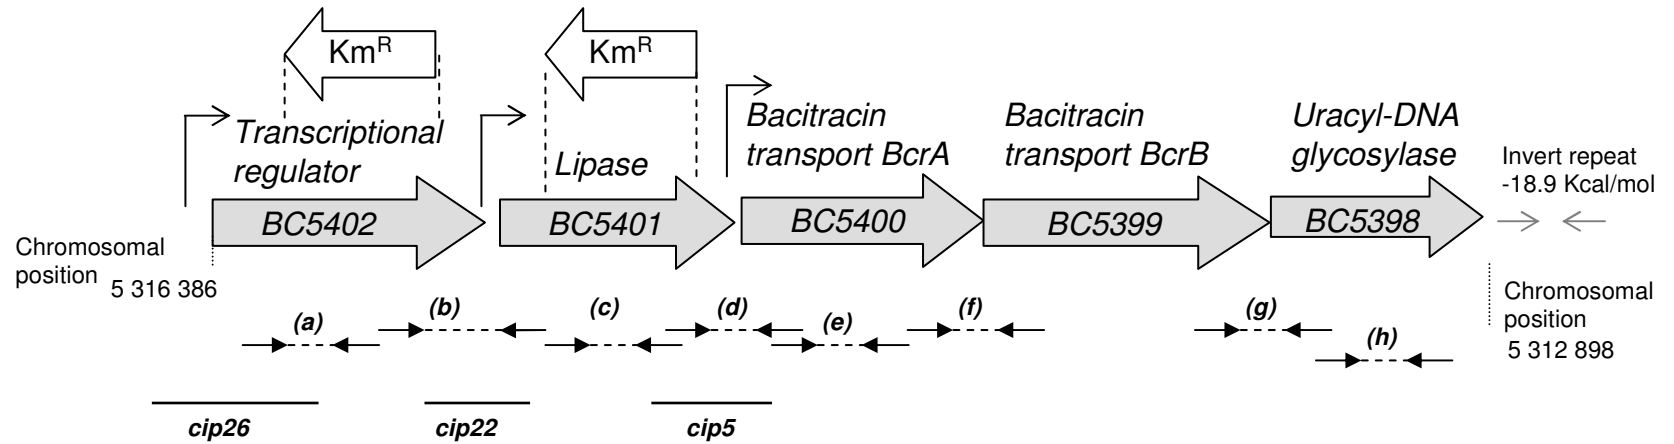 Km^R
Km^R
Transcriptional
regulator
Lipase
Bacitracin
transport BcrA
Bacitracin
transport BcrB
Uracyl-DNA
glycosylase
Invert repeat
-18.9 Kcal/mol
BC5402
BC5401
BC5400
BC5399
BC5398
Chromosomal
position
5 316 386
Chromosomal
position
5 312 898
(a)
(b)
(c)
(d)
(e)
(f)
(g)
(h)
cip26
cip22
cip5